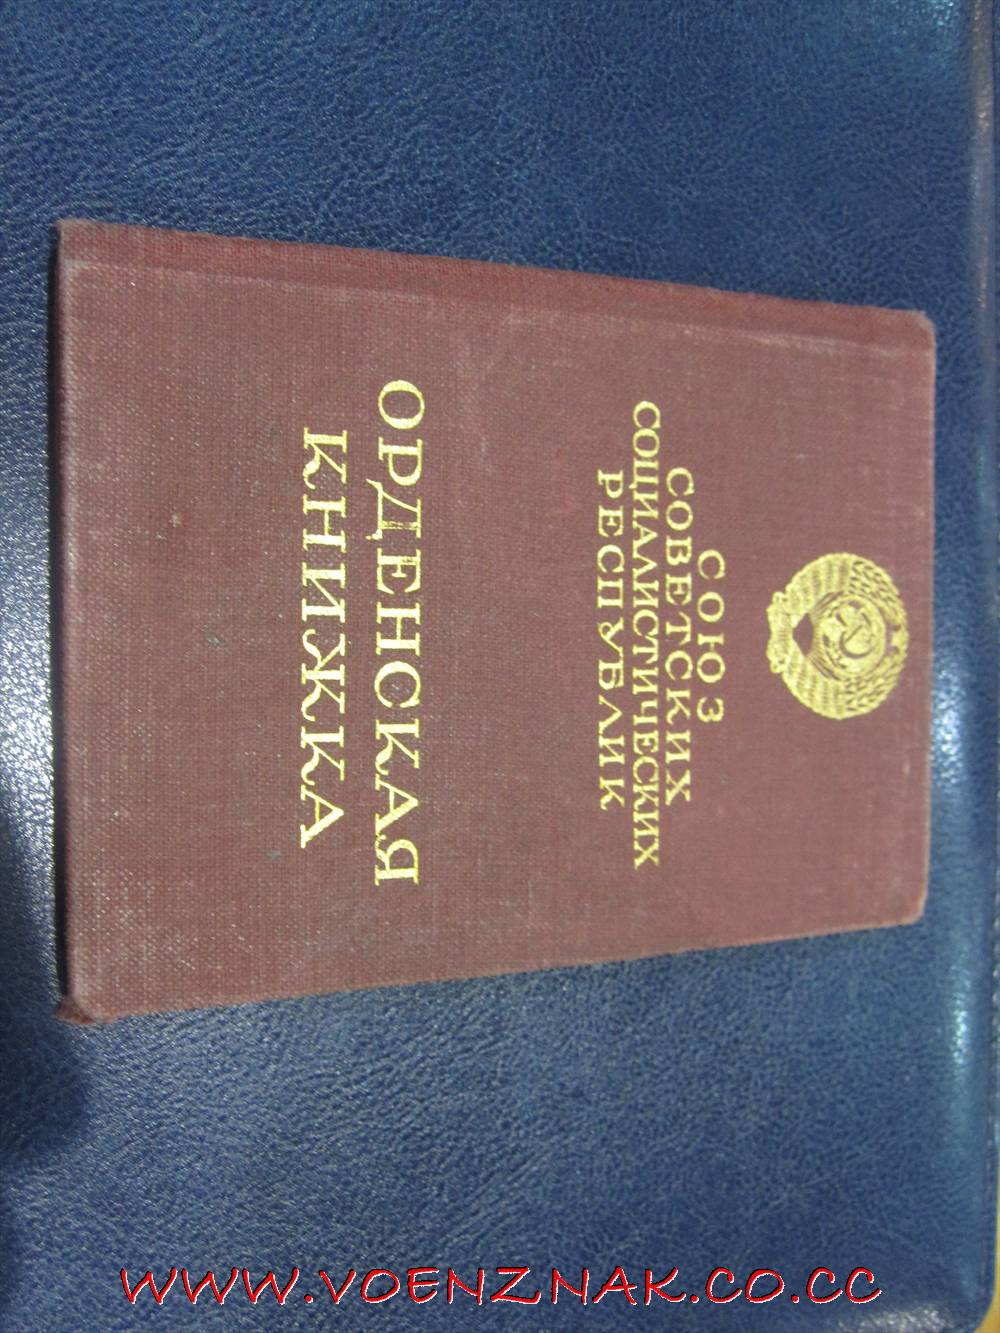 СОЮЗ
СОВЕТСКИХ
СОЦИАЛИСТИЧЕСКИХ
РЕСПУБЛИК
ОРДЕНСКАЯ
КНИЖКА
WWW.VOENZNAK.CO.CC